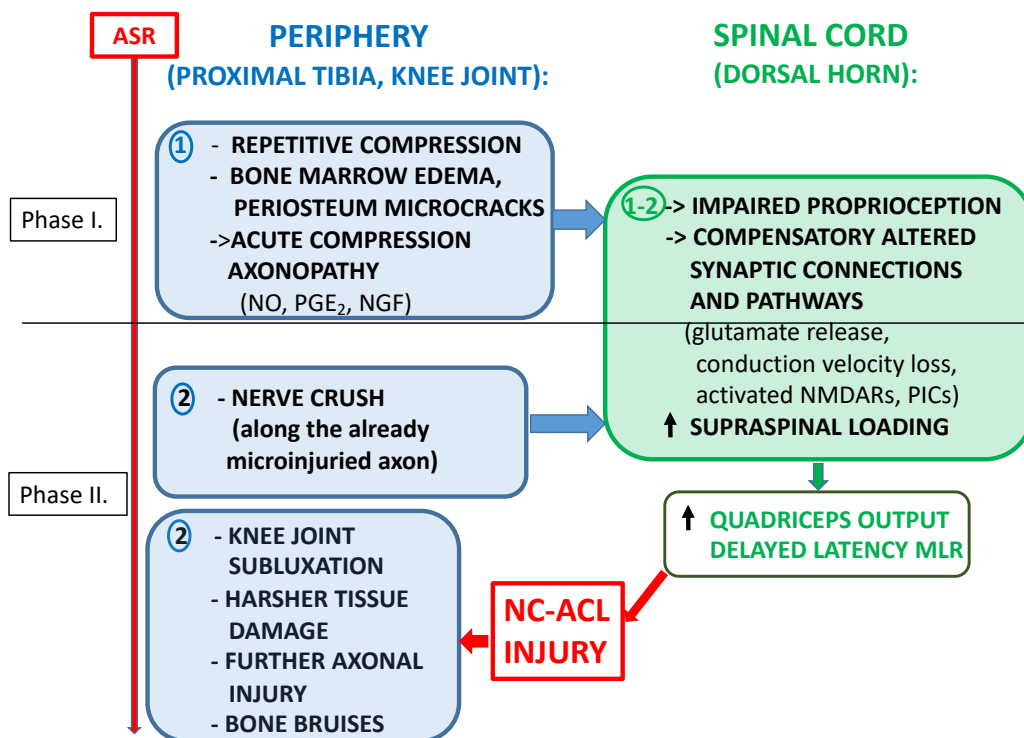 ASR
PERIPHERY
(PROXIMAL TIBIA, KNEE JOINT):
SPINAL CORD
(DORSAL HORN):
Phase I.
1 - REPETITIVE COMPRESSION
- BONE MARROW EDEMA,
PERIOSTEUM MICROCRACKS
->ACUTE COMPRESSION
AXONOPATHY
(NO, PGE₂, NGF)
1-2 -> IMPAIRED PROPRIOCEPTION
-> COMPENSATORY ALTERED
SYNAPTIC CONNECTIONS
AND PATHWAYS
(glutamate release,
conduction velocity loss,
activated NMDARs, PICs)
SUPRASPINAL LOADING
Phase II.
2 - NERVE CRUSH
(along the already
microinjuried axon)
QUADRICEPS OUTPUT
DELAYED LATENCY MLR
NC-ACL
INJURY
2 - KNEE JOINT
SUBLUXATION
- HARSHER TISSUE
DAMAGE
- FURTHER AXONAL
INJURY
- BONE BRUISES